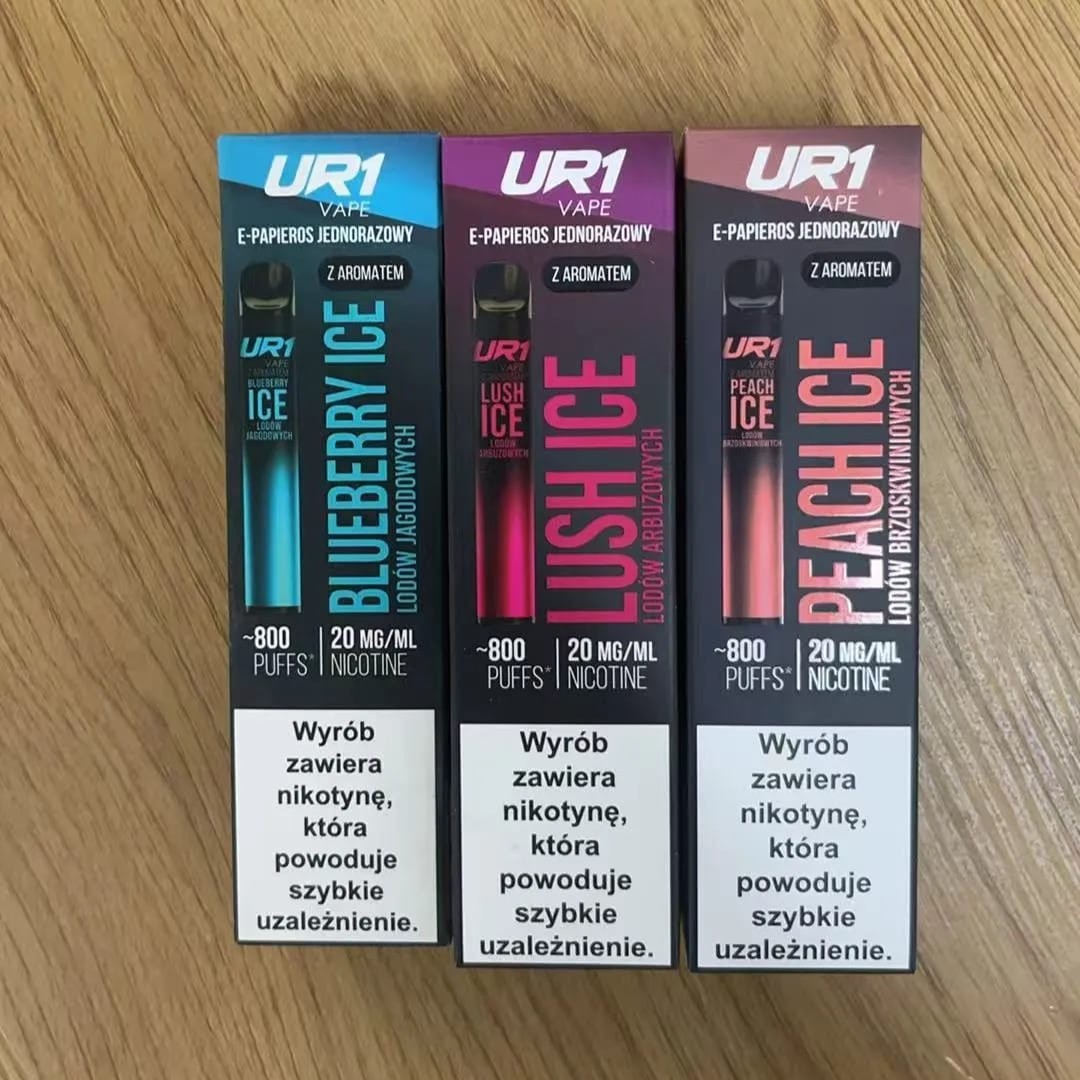 UR1
VAPE
E-PAPIEROS JEDNORAZOWY
Z AROMATEM
BLUEBERRY ICE
LODÓW JAGODOWYCH
UR1
VAPE
Z AROMATEM
BLUEBERRY
ICE
LODÓW
JAGODOWYCH
~800
PUFFS*
20 MG/ML
NICOTINE
Wyrób
zawiera
nikotynę,
która
powoduje
szybkie
uzależnienie.
UR1
VAPE
E-PAPIEROS JEDNORAZOWY
Z AROMATEM
LUSH ICE
LODÓW ARBUZOWYCH
UR1
VAPE
LUSH
ICE
LODÓW
ARBUZOWYCH
~800
PUFFS*
20 MG/ML
NICOTINE
Wyrób
zawiera
nikotynę,
która
powoduje
szybkie
uzależnienie.
UR1
VAPE
E-PAPIEROS JEDNORAZOWY
Z AROMATEM
PEACH ICE
LODÓW BRZOSKWINIOWYCH
UR1
VAPE
Z AROMATEM
PEACH
ICE
LODÓW
BRZOSKWINIOWYCH
~800
PUFFS*
20 MG/ML
NICOTINE
Wyrób
zawiera
nikotynę,
która
powoduje
szybkie
uzależnienie.